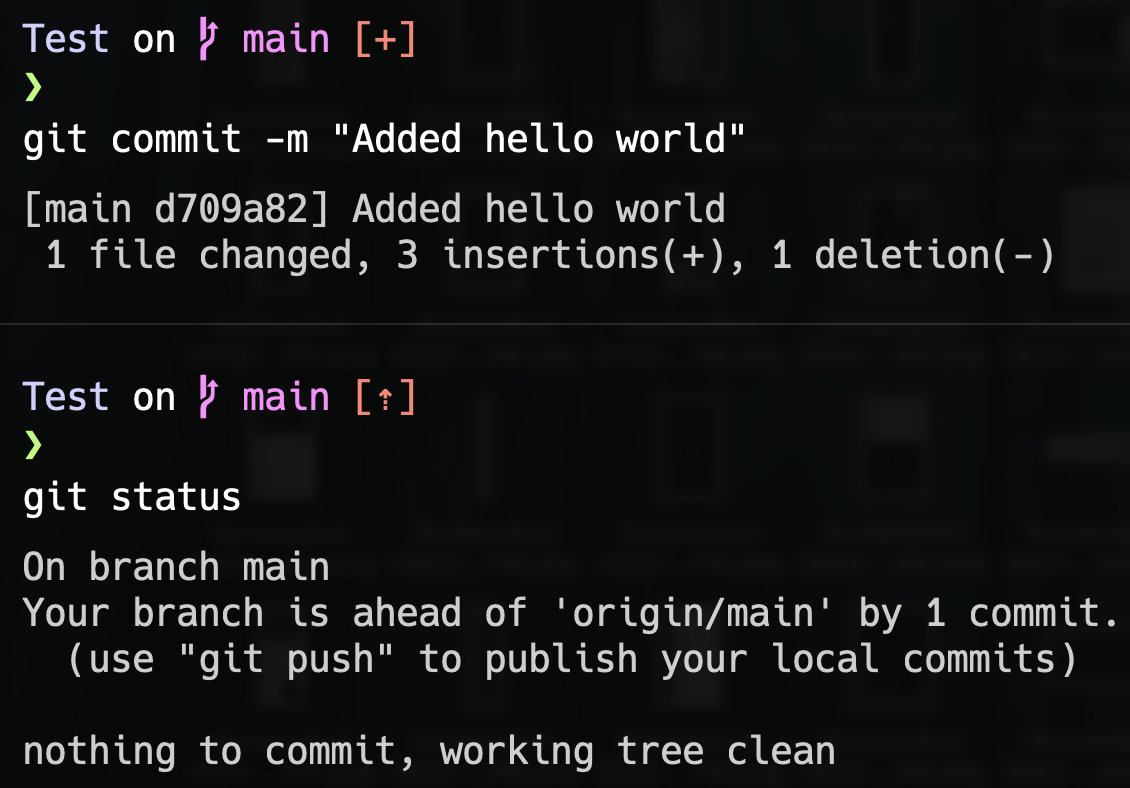 Test on main [+]
❯
git commit -m "Added hello world"
[main d709a82] Added hello world
1 file changed, 3 insertions(+), 1 deletion(-)
Test on main [⇡]
❯
git status
On branch main
Your branch is ahead of 'origin/main' by 1 commit.
(use "git push" to publish your local commits)
nothing to commit, working tree clean